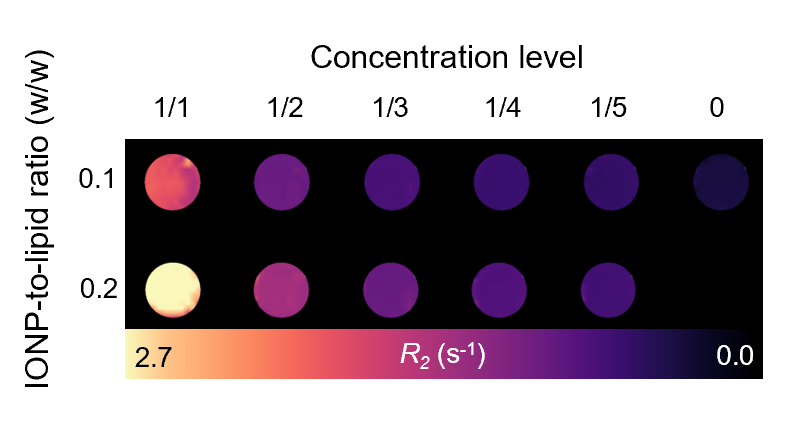 Concentration level
1/1 1/2 1/3 1/4 1/5 0
IONP-to-lipid ratio (w/w)
0.1
0.2
2.7 R₂ (s⁻¹) 0.0